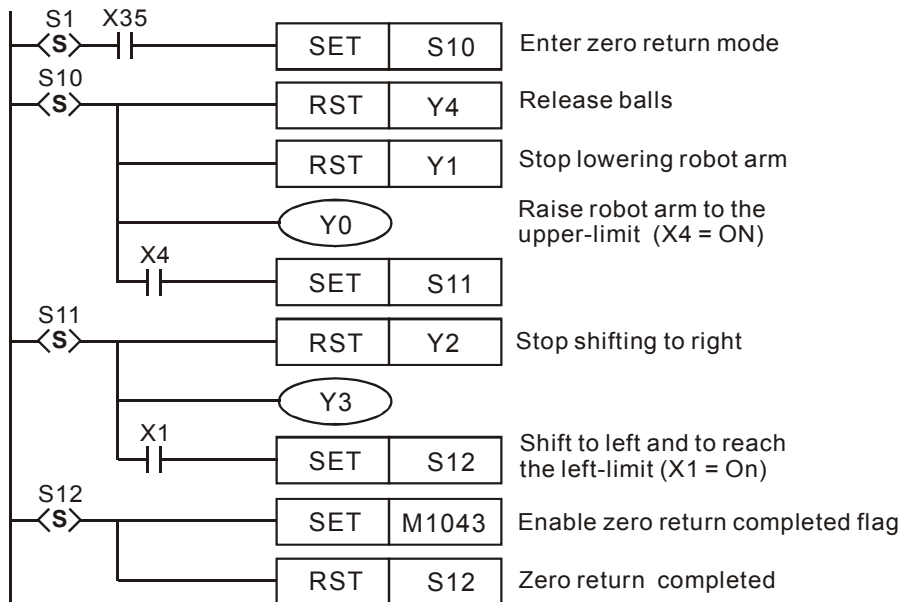 S1 X35
S SET S10 Enter zero return mode
S10
S RST Y4 Release balls
RST Y1 Stop lowering robot arm
Y0 Raise robot arm to the
upper-limit (X4 = ON)
X4
SET S11
S11
S RST Y2 Stop shifting to right
Y3
X1
SET S12 Shift to left and to reach
the left-limit (X1 = On)
S12
S SET M1043 Enable zero return completed flag
RST S12 Zero return completed